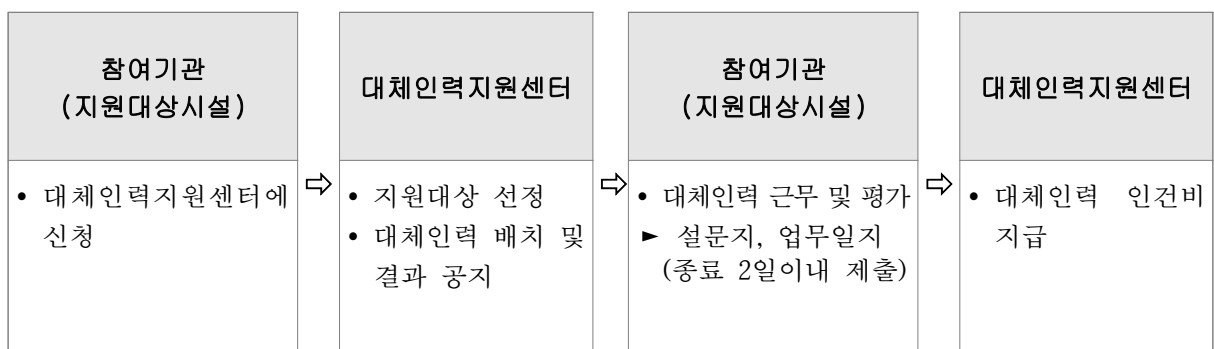 참여기관
(지원대상시설)
• 대체인력지원센터에
신청
⇨
대체인력지원센터
• 지원대상 선정
• 대체인력 배치 및
결과 공지
⇨
참여기관
(지원대상시설)
• 대체인력 근무 및 평가
► 설문지, 업무일지
(종료 2일이내 제출)
⇨
대체인력지원센터
• 대체인력 인건비
지급